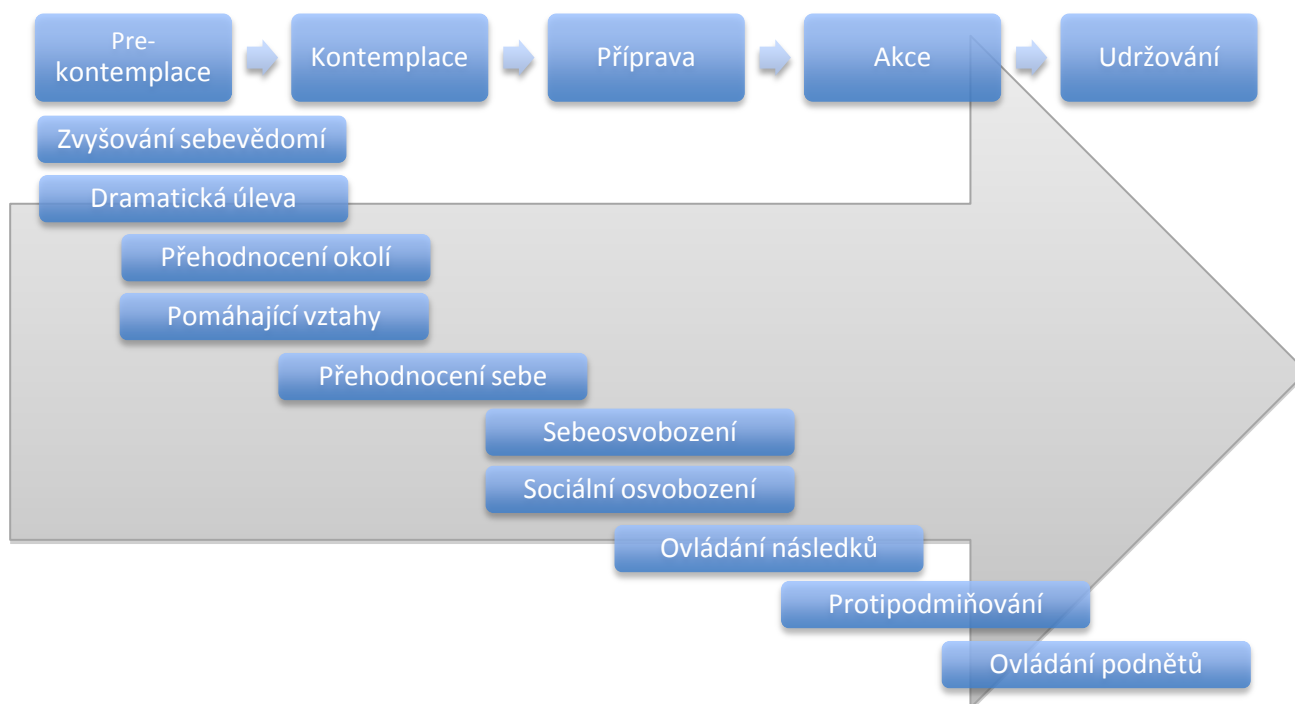 Pre-
kontemplace
Kontemplace
Příprava
Akce
Udržování
Zvyšování sebevědomí
Dramatická úleva
Přehodnocení okolí
Pomáhající vztahy
Přehodnocení sebe
Sebeosvobození
Sociální osvobození
Ovládání následků
Protipodmiňování
Ovládání podnětů